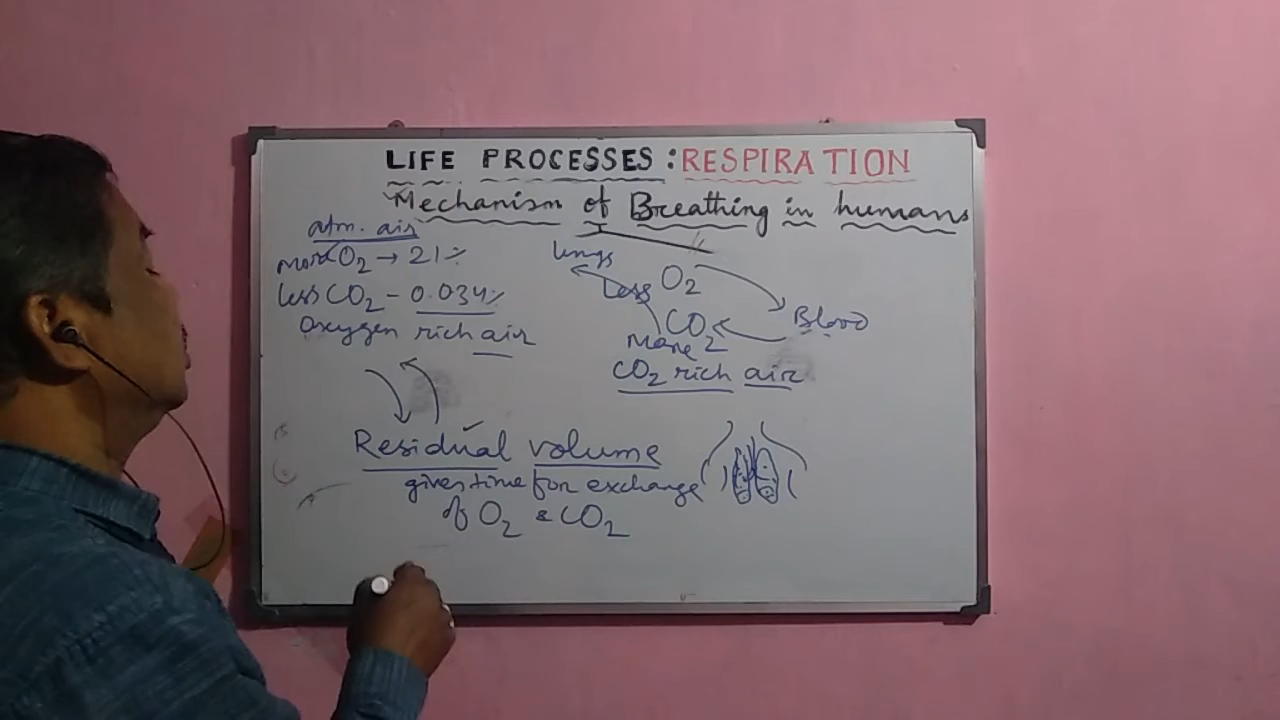 LIFE PROCESSES : RESPIRATION
Mechanism of Breathing in humans
atm. air
more O₂ → 21%
less CO₂ - 0.034%
Oxygen rich air
lungs
less O₂
CO₂
more
Blood
CO₂ rich air
Residual volume
gives time for exchange
of O₂ & CO₂